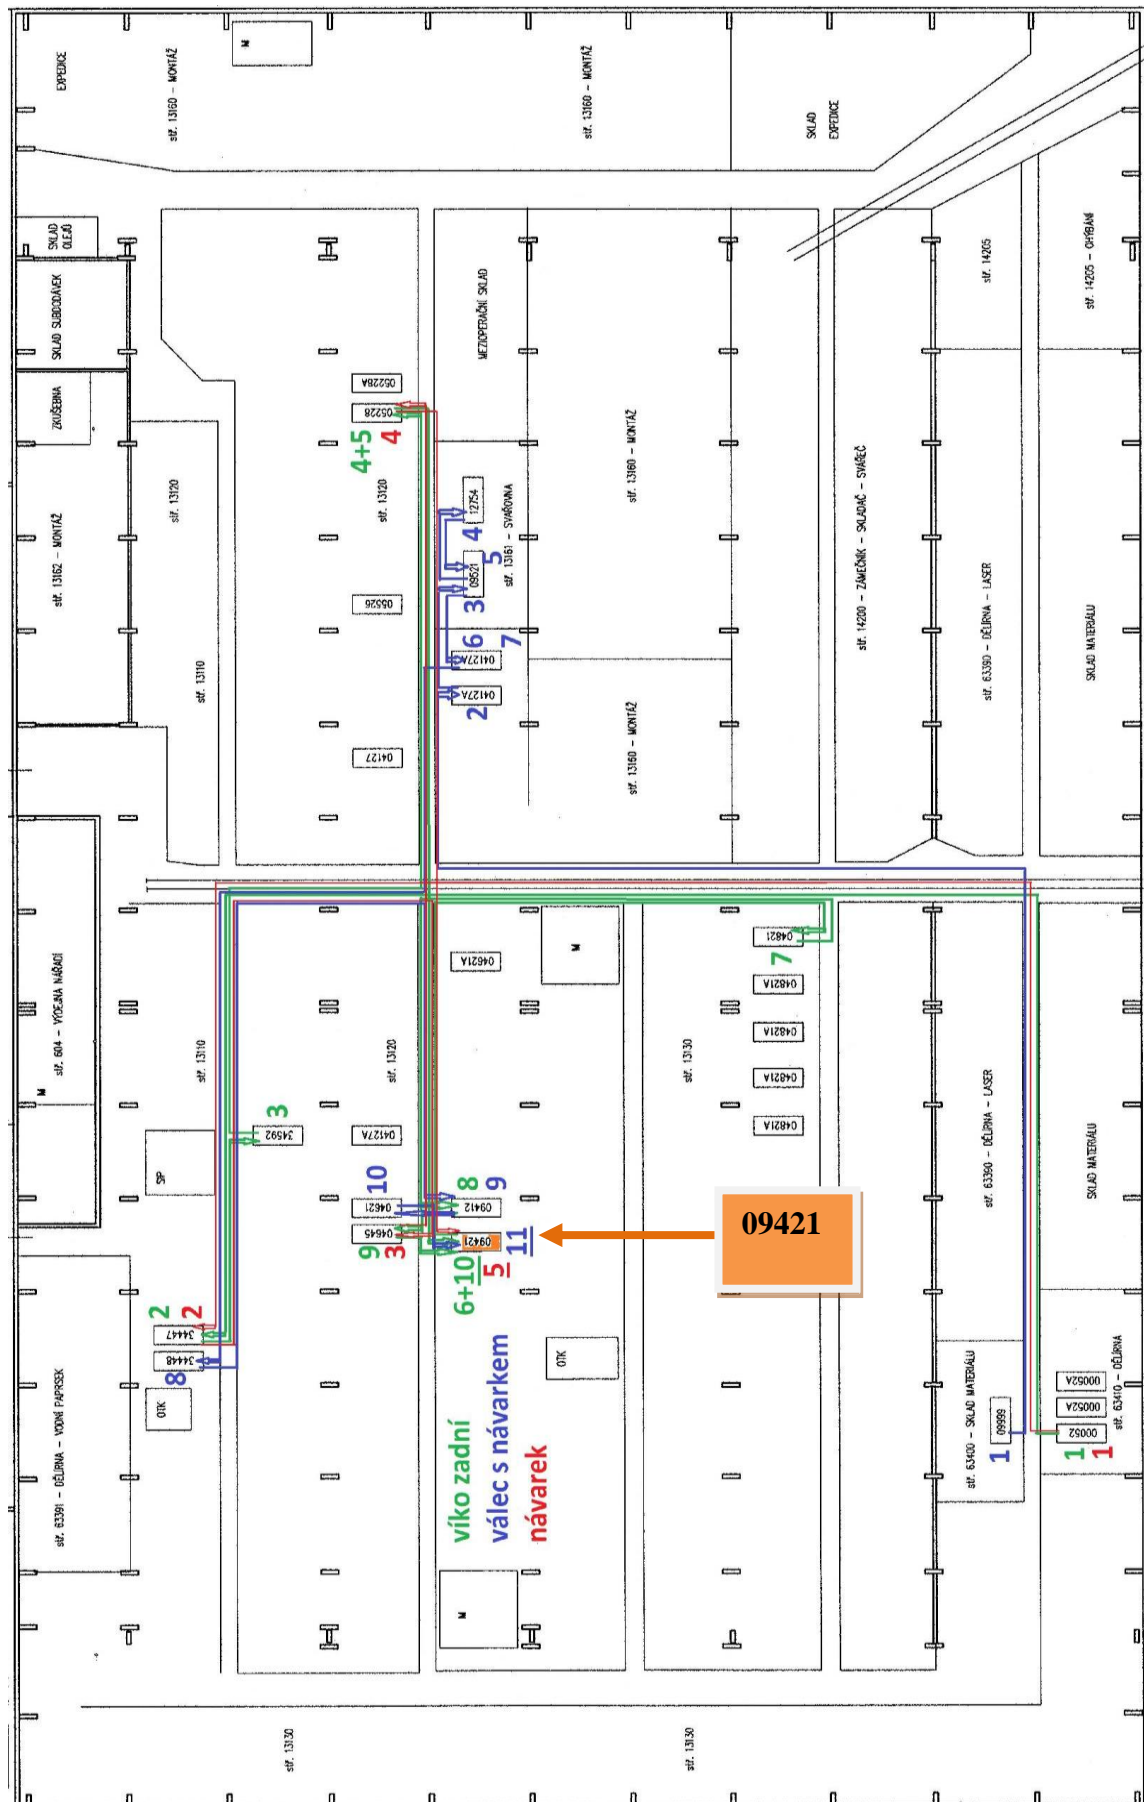 EXPEDICE
stř. 13160 – MONTÁŽ
M
stř. 13160 – MONTÁŽ
SKLAD
EXPEDICE
SKLAD
OLEJŮ
SKLAD SUBDODÁVEK
ZKUŠEBNA
stř. 13162 – MONTÁŽ
stř. 13120
stř. 13110
05228A
05228
4+5
4
stř. 13120
05526
04127
MEZIOPERAČNÍ SKLAD
12754
4
09521
5
3
stř. 13161 – SVAŘOVNA
6
04127A
7
04127A
2
stř. 13160 – MONTÁŽ
stř. 13160 – MONTÁŽ
stř. 14200 – ZÁMEČNÍK – SKLADAČ – SVÁŘEČ
stř. 14205
stř. 14205 – OHÝBÁNÍ
stř. 63390 – DĚLÍRNA – LASER
SKLAD MATERIÁLU
stř. 604 – VÝDEJNA NÁŘADÍ
M
stř. 13110
SP
34592
3
2
34447
2
34448
8
OTK
stř. 63391 – DĚLÍRNA – VODNÍ PAPRSEK
stř. 13120
04127A
10
04621
04645
9
3
04621A
M
8
09412
9
09421
6+10
5
11
09421
OTK
víko zadní
válec s návarkem
návarek
M
stř. 13130
04821
7
04821A
04821A
04821A
04821A
stř. 63390 – DĚLÍRNA – LASER
SKLAD MATERIÁLU
stř. 63400 – SKLAD MATERIÁLU
09999
1
00052A
00052A
00052
1
1
stř. 63410 – DĚLÍRNA
stř. 13130
stř. 13130